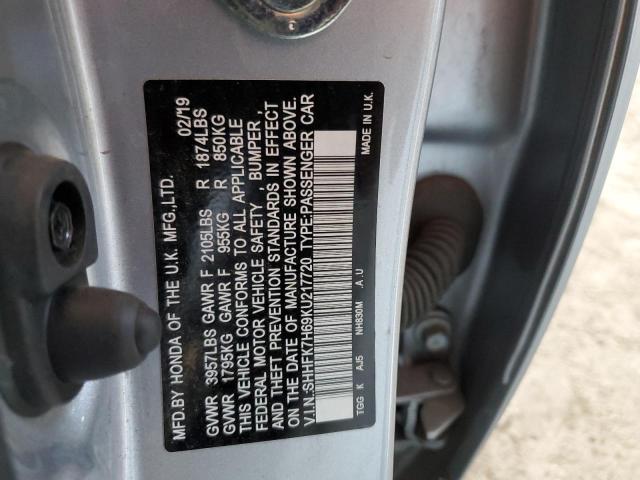 MFD.BY HONDA OF THE U.K. MFG.,LTD. 02/19
GVWR 3957LBS GAWR F 2105LBS R 1874LBS
GVWR 1795KG GAWR F 955KG R 850KG
THIS VEHICLE CONFORMS TO ALL APPLICABLE
FEDERAL MOTOR VEHICLE SAFETY , BUMPER ,
AND THEFT PREVENTION STANDARDS IN EFFECT
ON THE DATE OF MANUFACTURE SHOWN ABOVE.
V.I.N.-SHHFK7H69KU217720 TYPE:PASSENGER CAR
TGG K AJ5 NH830M .A .U MADE IN U.K.